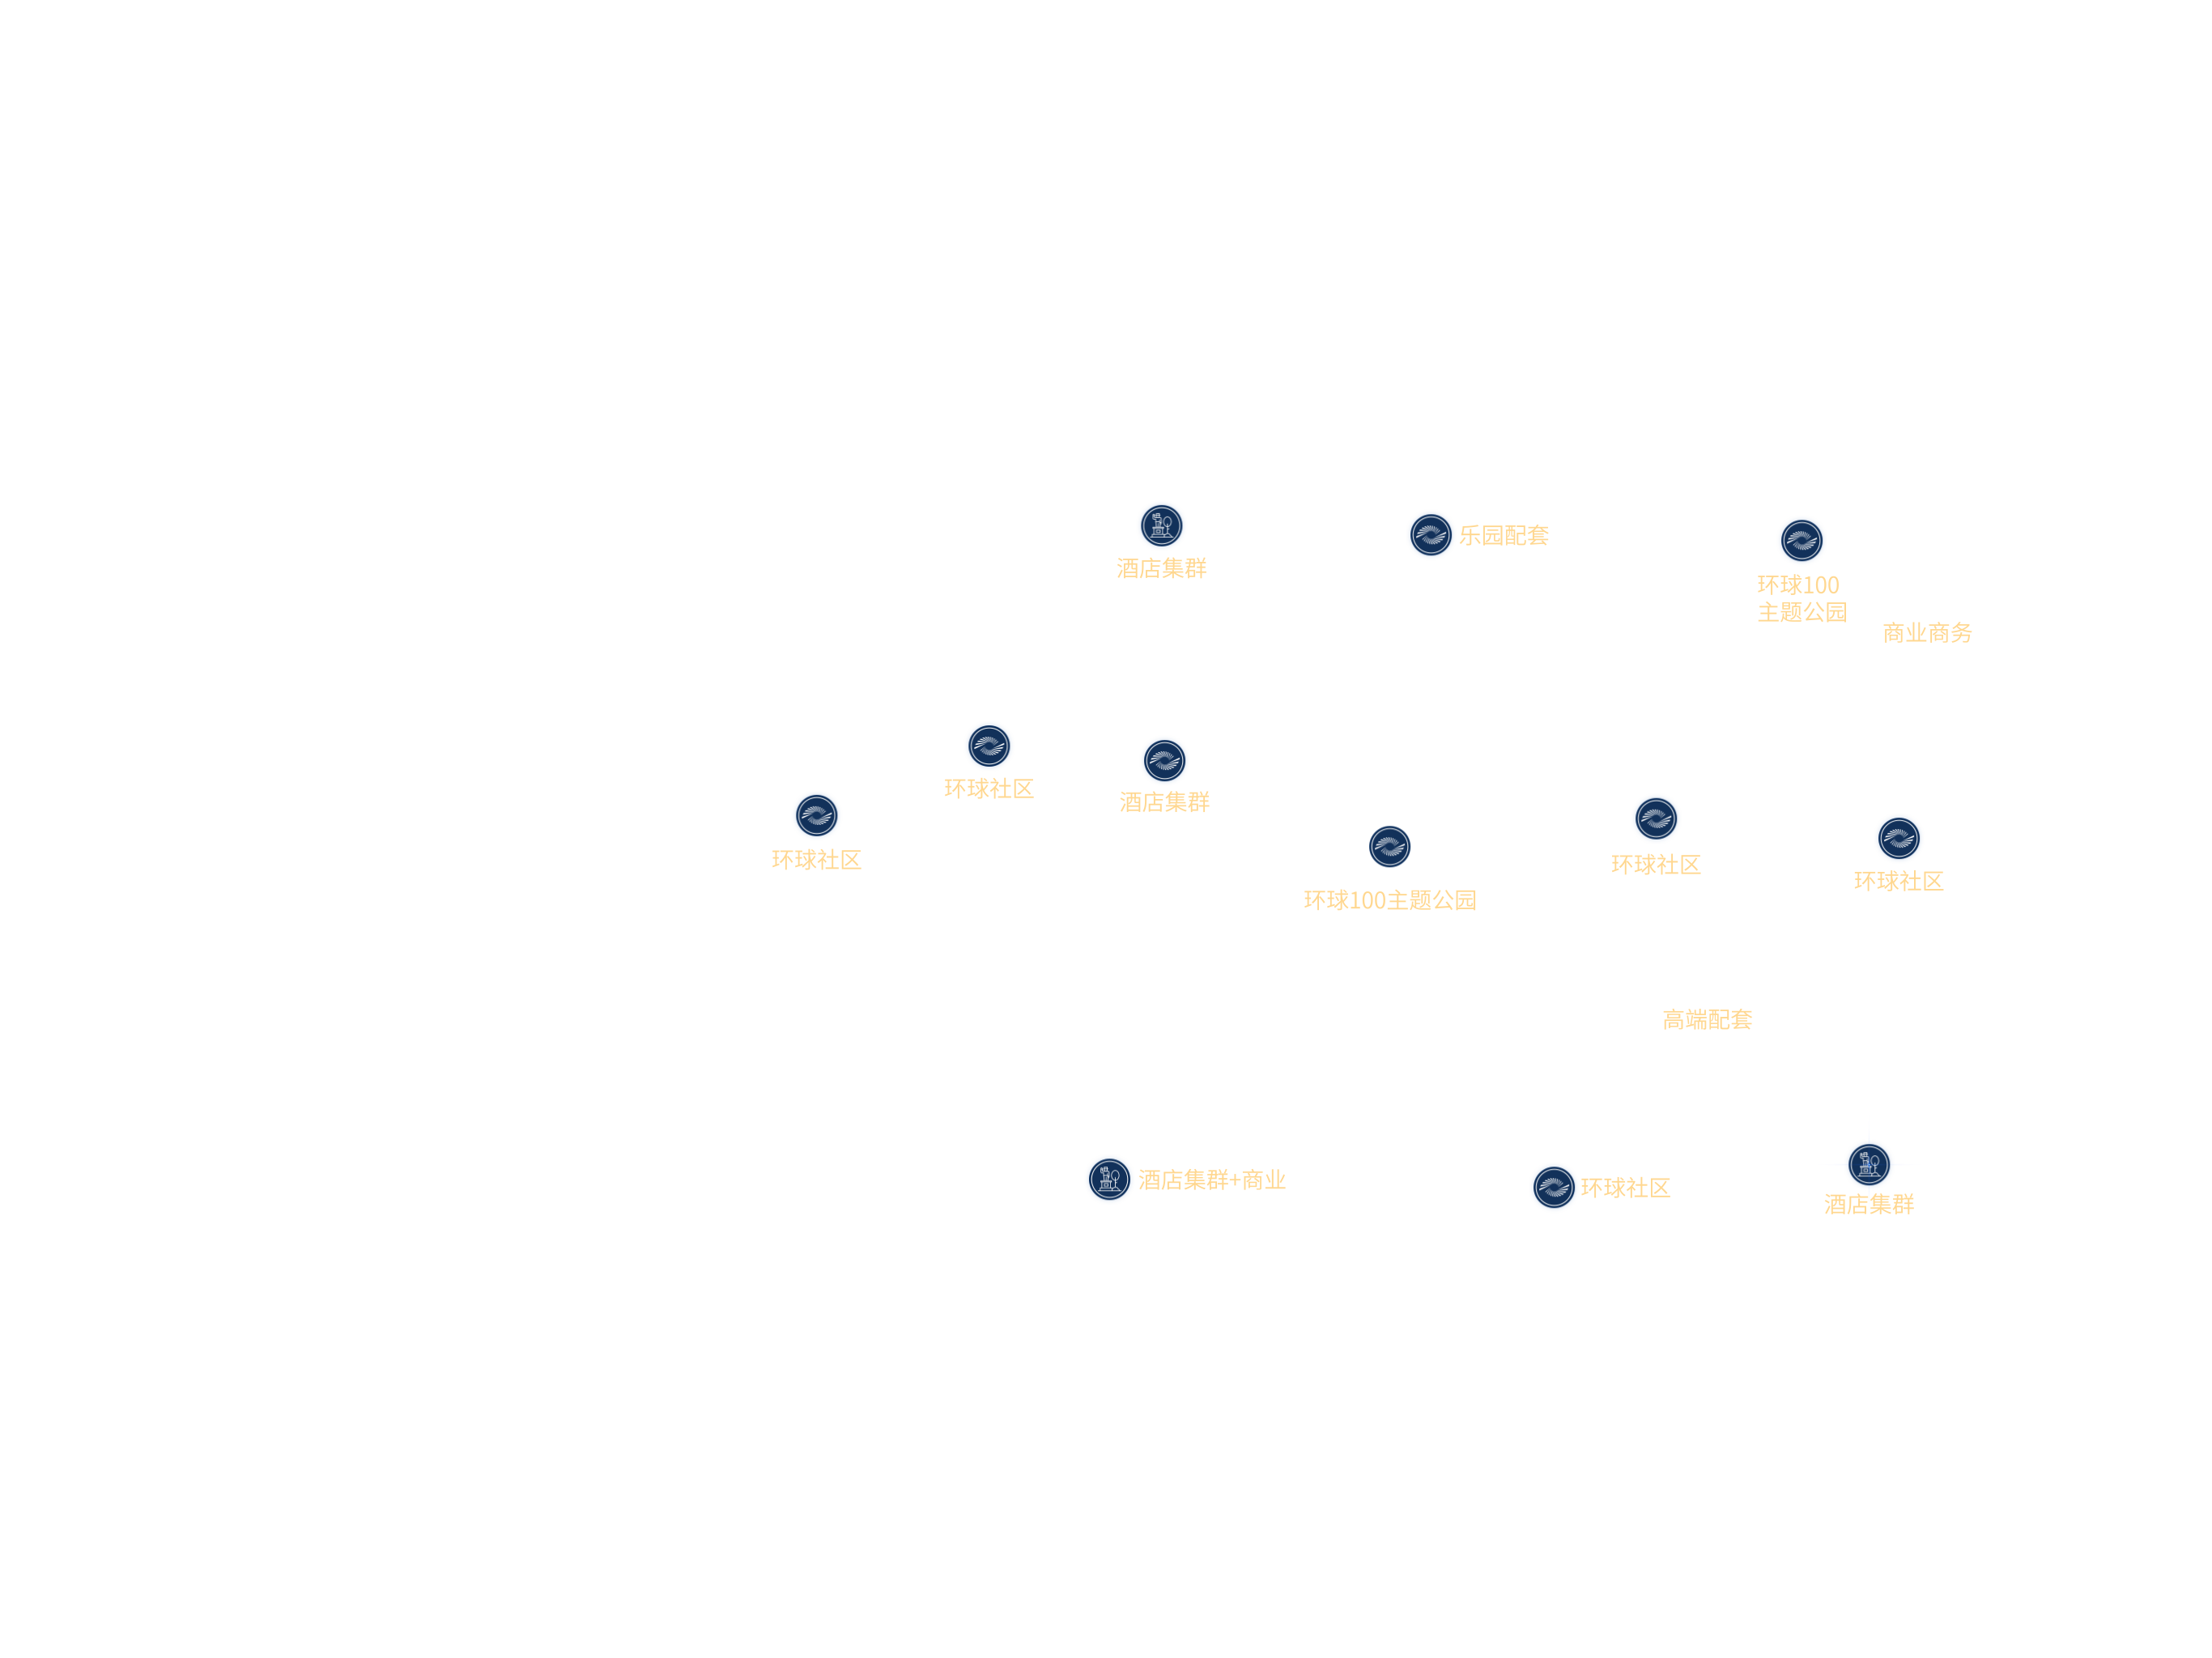 乐园配套
酒店集群
环球100
主题公园
商业商务
环球社区
酒店集群
环球社区
环球社区
环球社区
环球100主题公园
高端配套
酒店集群+商业
环球社区
酒店集群